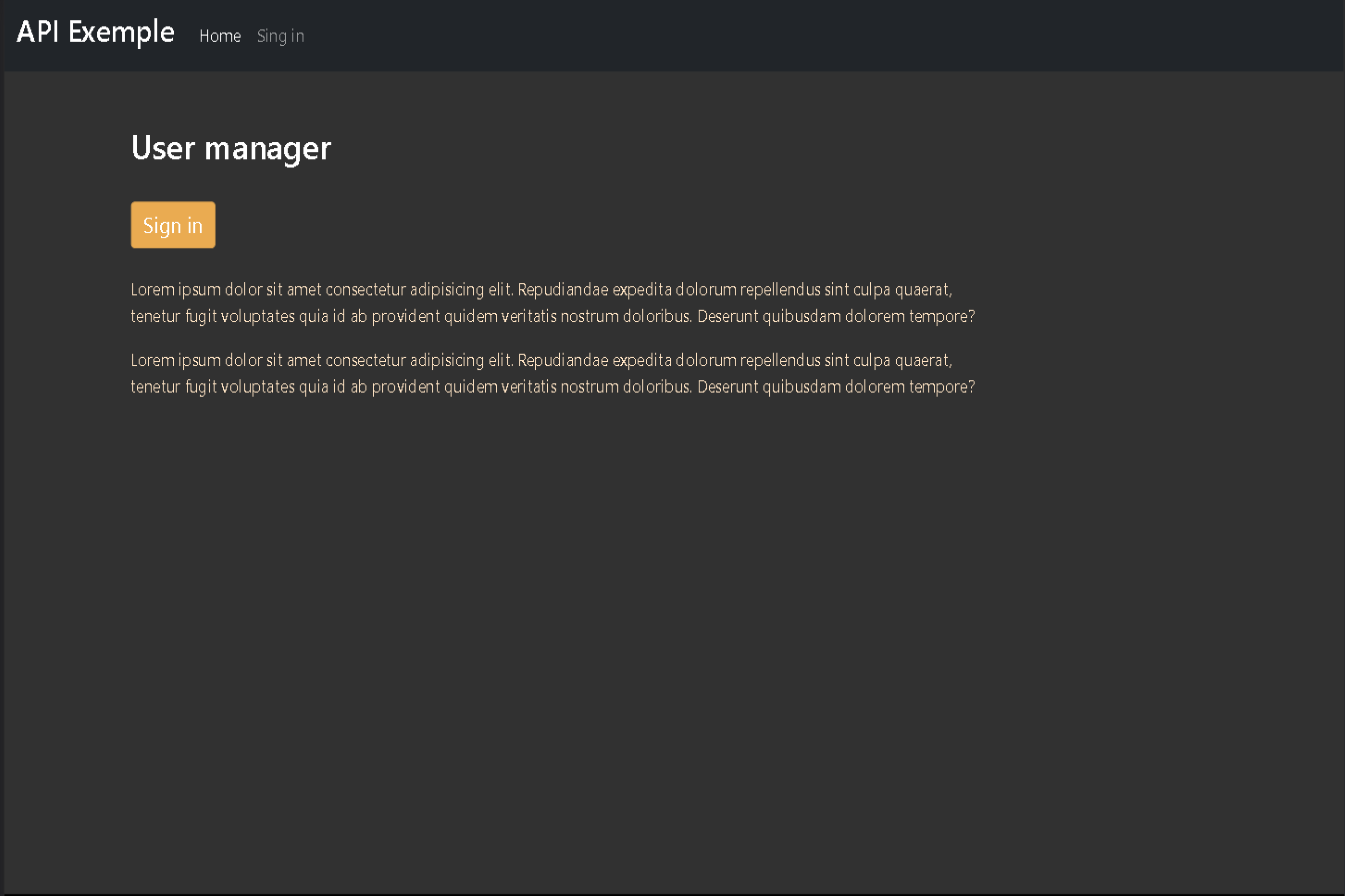 API Exemple Home Sing in
User manager
Sign in
Lorem ipsum dolor sit amet consectetur adipisicing elit. Repudiandae expedita dolorum repellendus sint culpa quaerat,
tenetur fugit voluptates quia id ab provident quidem veritatis nostrum doloribus. Deserunt quibusdam dolorem tempore?
Lorem ipsum dolor sit amet consectetur adipisicing elit. Repudiandae expedita dolorum repellendus sint culpa quaerat,
tenetur fugit voluptates quia id ab provident quidem veritatis nostrum doloribus. Deserunt quibusdam dolorem tempore?